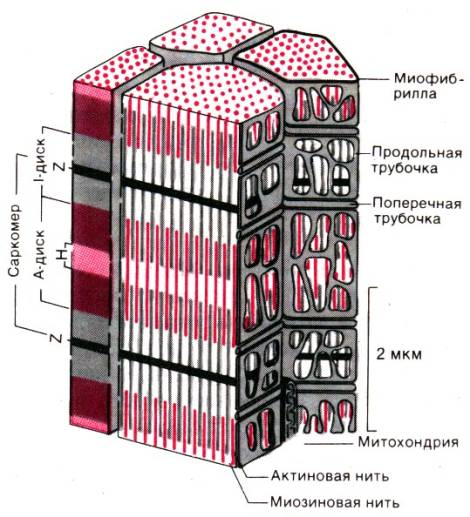 Миофиб-
рилла
Продольная
трубочка
Поперечная
трубочка
2 мкм
Митохондрия
Актиновая нить
Миозиновая нить
Саркомер
I-диск
Z
А-диск
H
Z